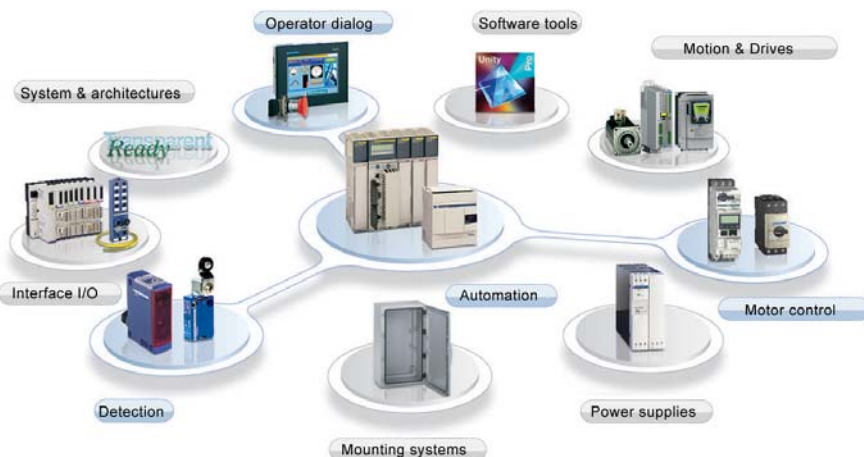 Operator dialog
Software tools
Motion & Drives
System & architectures
Unity
Pro
Transparent
Ready
Interface I/O
Automation
Motor control
Detection
Power supplies
Mounting systems